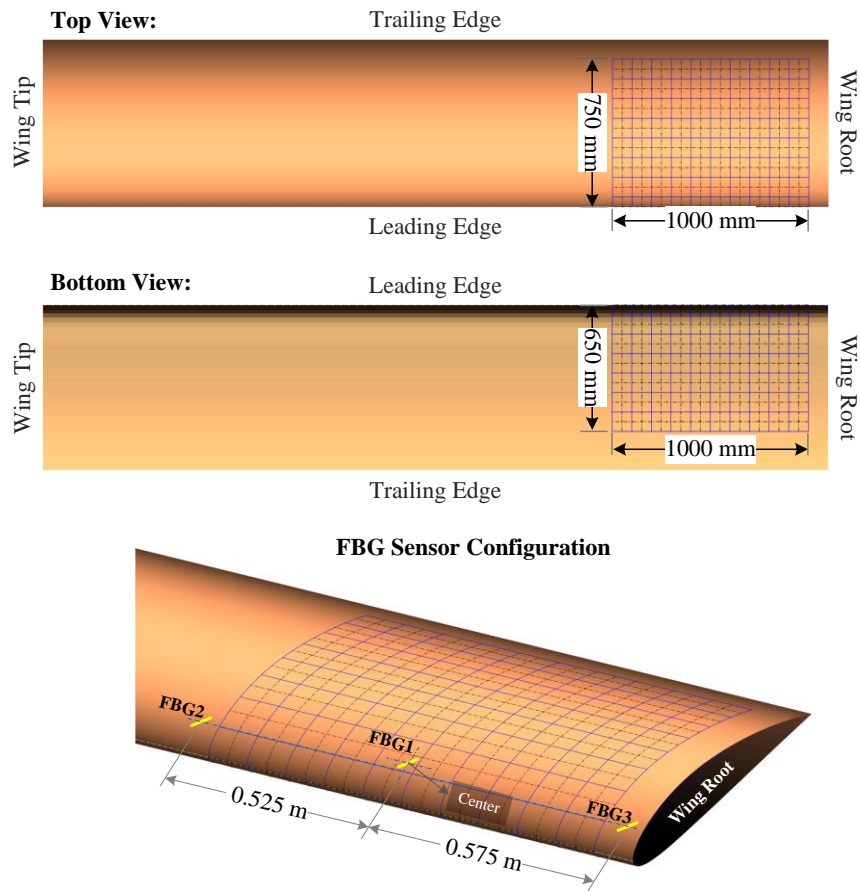 Top View:
Trailing Edge
Wing Tip
750 mm
Wing Root
1000 mm
Leading Edge
Bottom View:
Leading Edge
Wing Tip
650 mm
Wing Root
1000 mm
Trailing Edge
FBG Sensor Configuration
FBG2
FBG1
Center
FBG3
Wing Root
0.525 m
0.575 m